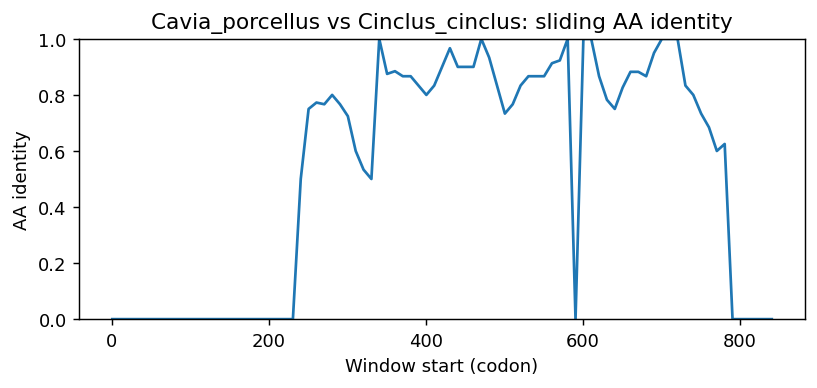 Cavia_porcellus vs Cinclus_cinclus: sliding AA identity
1.0
0.8
0.6
0.4
0.2
0.0
AA identity
0 200 400 600 800
Window start (codon)